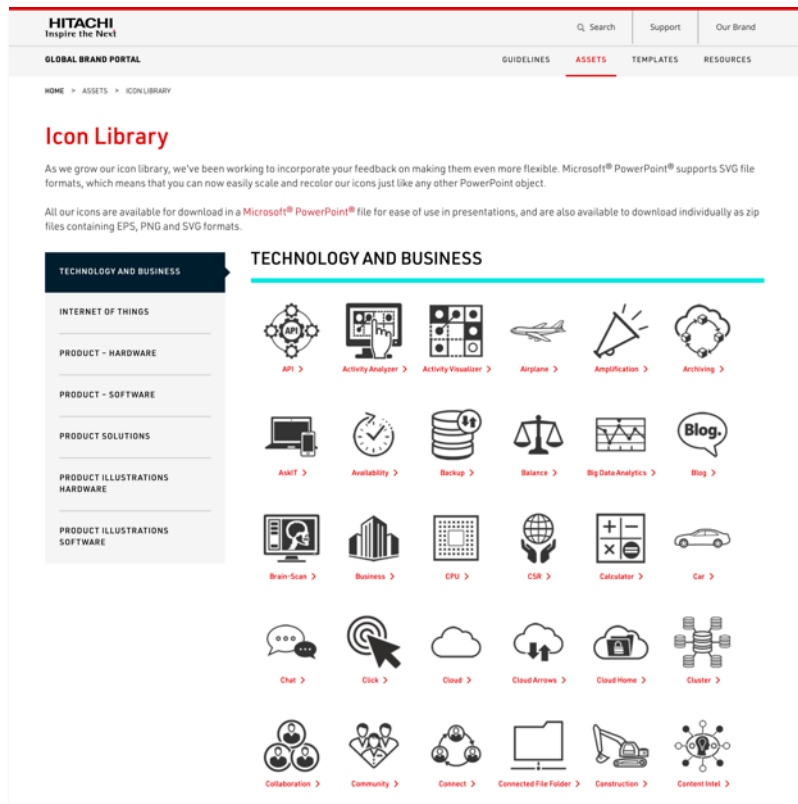 HITACHI
Inspire the Next
Search
Support
Our Brand
GLOBAL BRAND PORTAL
GUIDELINES
ASSETS
TEMPLATES
RESOURCES
HOME > ASSETS > ICON LIBRARY
Icon Library
As we grow our icon library, we've been working to incorporate your feedback on making them even more flexible. Microsoft® PowerPoint® supports SVG file
formats, which means that you can now easily scale and recolor our icons just like any other PowerPoint object.
All our icons are available for download in a Microsoft® PowerPoint® file for ease of use in presentations, and are also available to download individually as zip
files containing EPS, PNG and SVG formats.
TECHNOLOGY AND BUSINESS
INTERNET OF THINGS
PRODUCT – HARDWARE
PRODUCT – SOFTWARE
PRODUCT SOLUTIONS
PRODUCT ILLUSTRATIONS
HARDWARE
PRODUCT ILLUSTRATIONS
SOFTWARE
TECHNOLOGY AND BUSINESS
API
API >
Activity Analyzer >
Activity Visualizer >
Airplane >
Amplification >
Archiving >
Blog.
AskIT >
Availability >
Backup >
Balance >
Big Data Analytics >
Blog >
Brain-Scan >
Business >
CPU >
CSR >
Calculator >
Car >
Chat >
Click >
Cloud >
Cloud Arrows >
Cloud Home >
Cluster >
Collaboration >
Community >
Connect >
Connected File Folder >
Construction >
Content Intel >